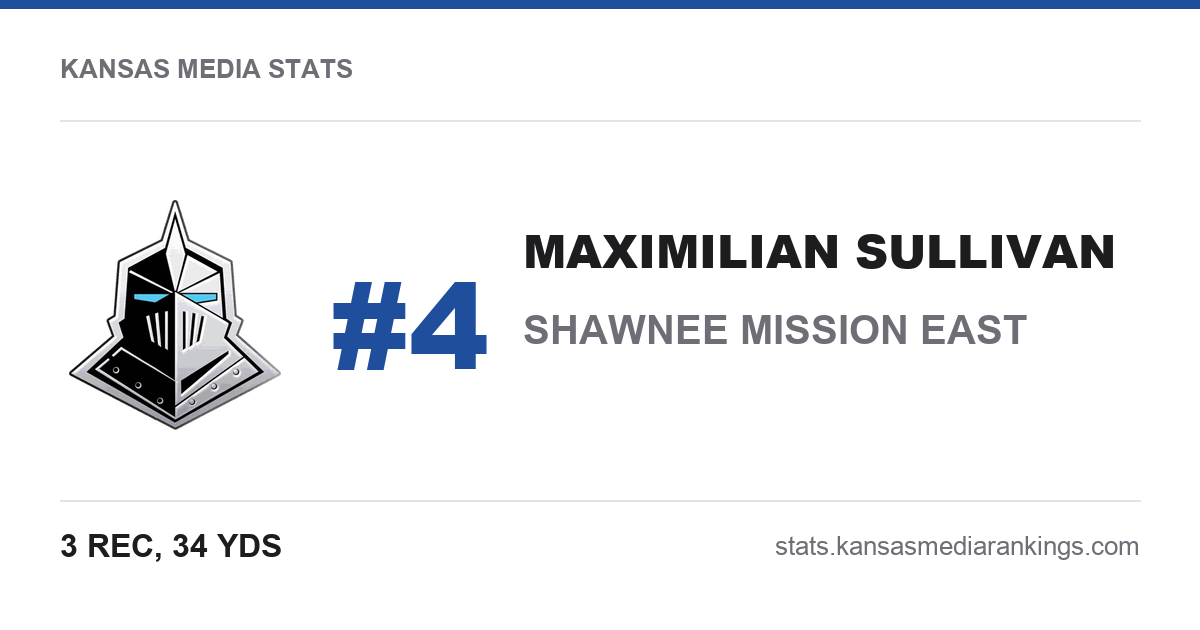 KANSAS MEDIA STATS
#4
MAXIMILIAN SULLIVAN
SHAWNEE MISSION EAST
3 REC, 34 YDS
stats.kansasmediarankings.com